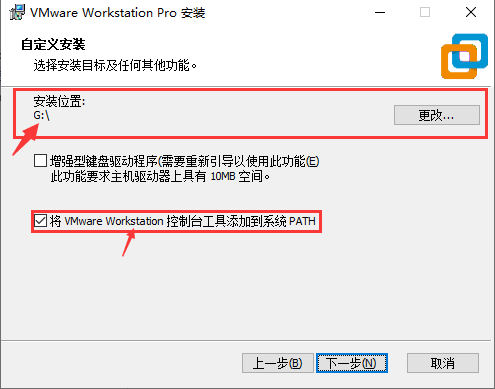 VMware Workstation Pro 安装
自定义安装
选择安装目标及任何其他功能。
安装位置:
G:\
更改...
增强型键盘驱动程序(需要重新引导以使用此功能(E)
此功能要求主机驱动器上具有 10MB 空间。
将 VMware Workstation 控制台工具添加到系统 PATH
上一步(B)
下一步(N)
取消